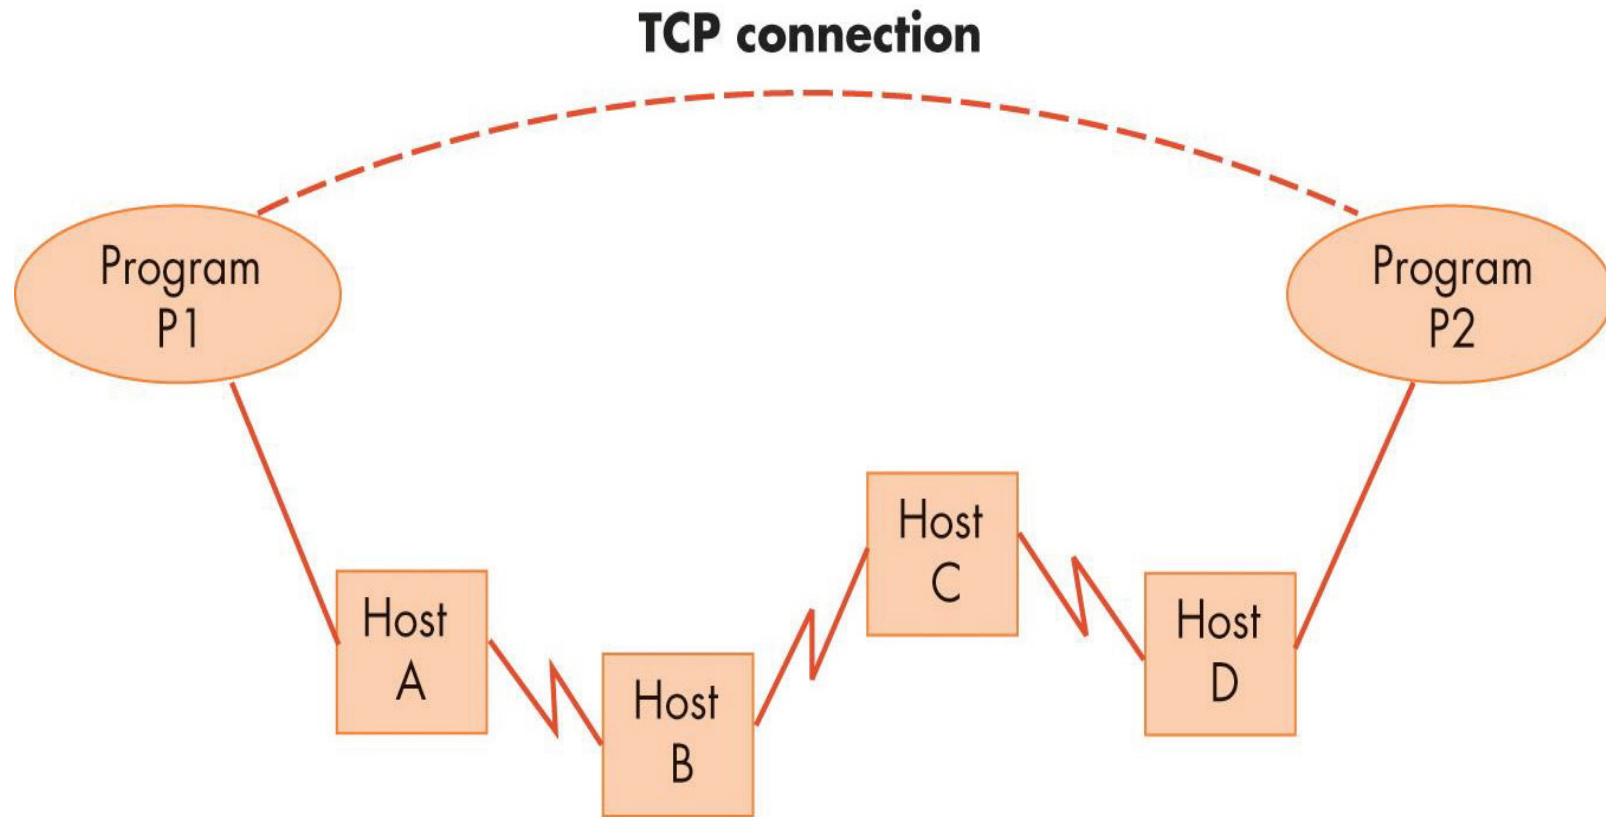 TCP connection
Program
P1
Program
P2
Host
A
Host
B
Host
C
Host
D